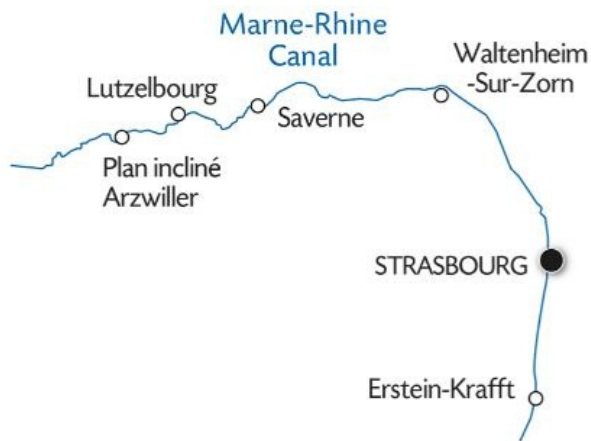 Marne-Rhine
Canal
Waltenheim
-Sur-Zorn
Lutzelbourg
Saverne
Plan incliné
Arzwiller
STRASBOURG
Erstein-Krafft